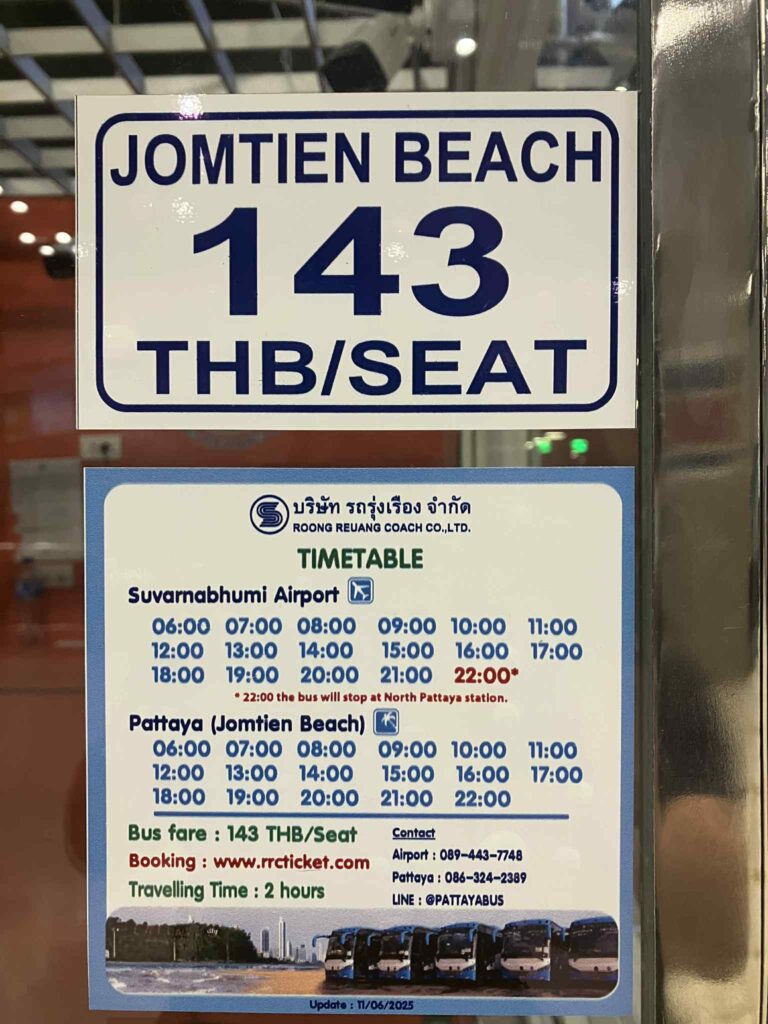 JOMTIEN BEACH
143
THB/SEAT
บริษัท รถรุ่งเรือง จำกัด
ROONG REUANG COACH CO.,LTD.
TIMETABLE
Suvarnabhumi Airport
06:00 07:00 08:00 09:00 10:00 11:00
12:00 13:00 14:00 15:00 16:00 17:00
18:00 19:00 20:00 21:00 22:00*
* 22:00 the bus will stop at North Pattaya station.
Pattaya (Jomtien Beach)
06:00 07:00 08:00 09:00 10:00 11:00
12:00 13:00 14:00 15:00 16:00 17:00
18:00 19:00 20:00 21:00 22:00
Bus fare : 143 THB/Seat
Booking : www.rrcticket.com
Travelling Time : 2 hours
Contact
Airport : 089-443-7748
Pattaya : 086-324-2389
LINE : @PATTAYABUS
Update : 11/06/2025